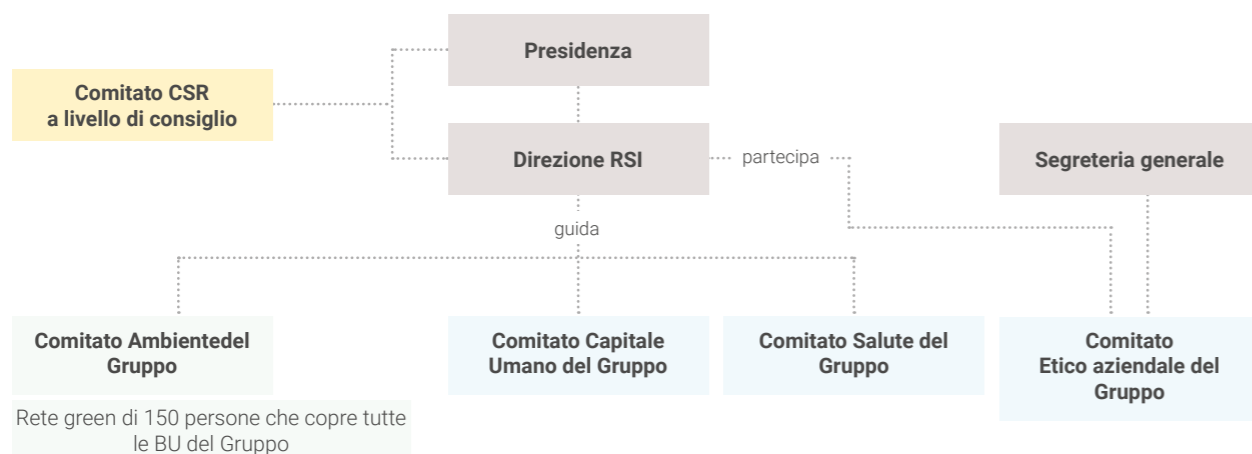 Presidenza
Comitato CSR
a livello di consiglio
Direzione RSI
partecipa
Segreteria generale
guida
Comitato Ambientedel
Gruppo
Comitato Capitale
Umano del Gruppo
Comitato Salute del
Gruppo
Comitato
Etico aziendale del
Gruppo
Rete green di 150 persone che copre tutte
le BU del Gruppo